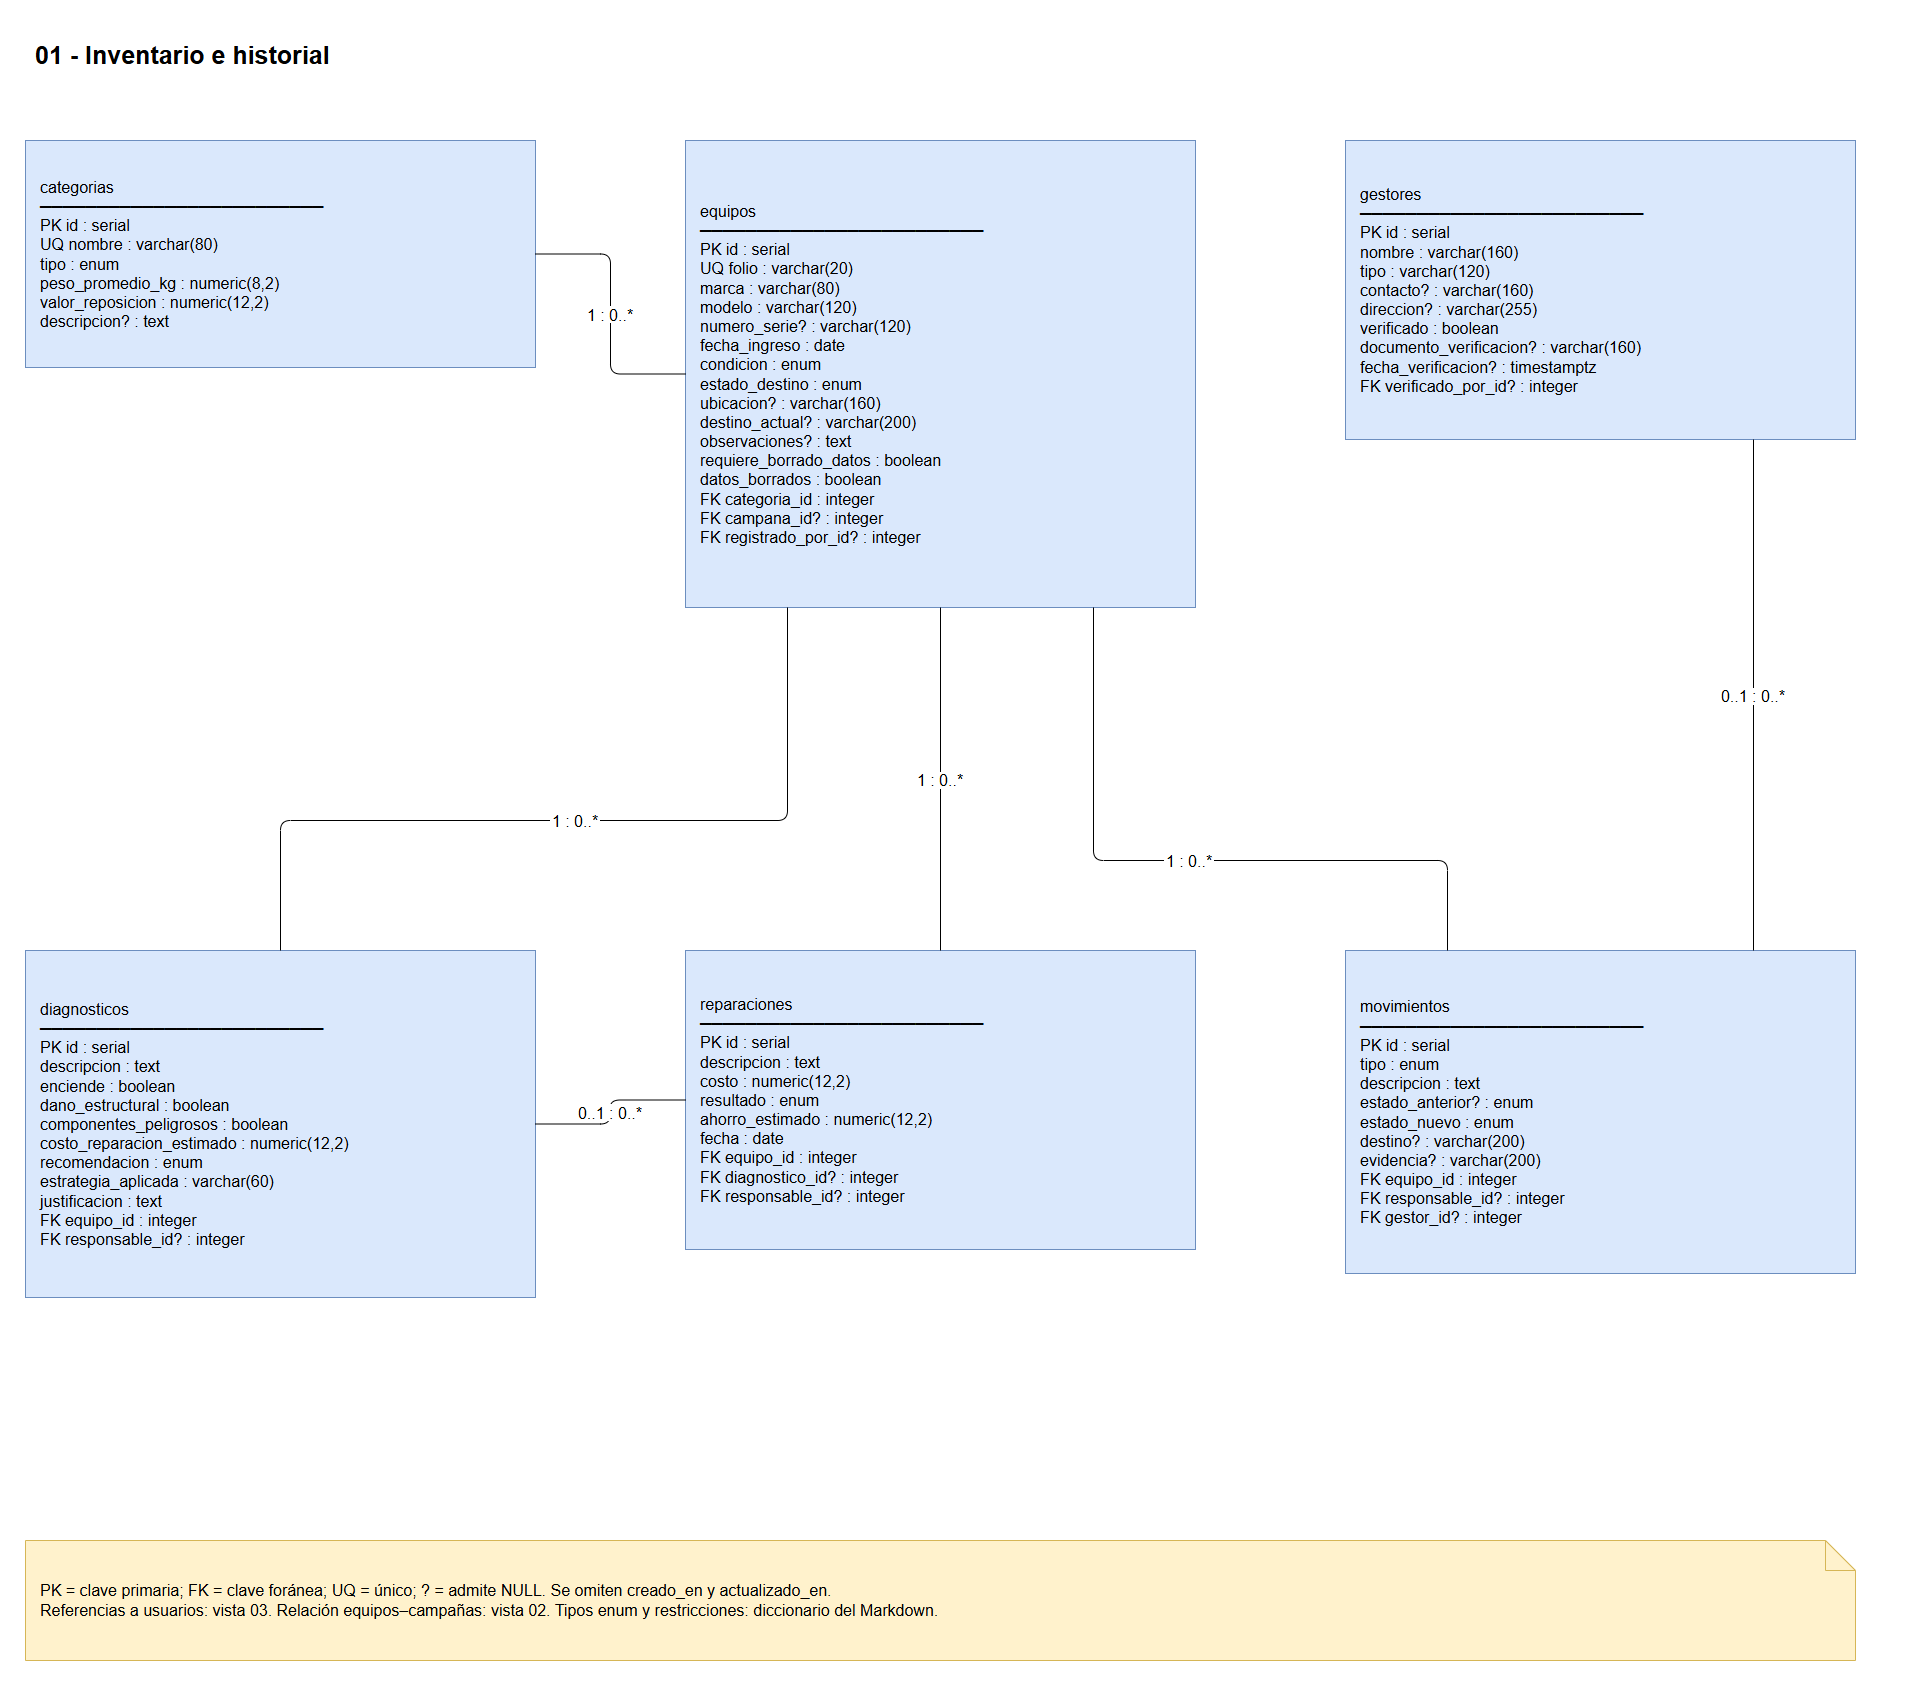 01 - Inventario e historial
categorias
PK id : serial
UQ nombre : varchar(80)
tipo : enum
peso_promedio_kg : numeric(8,2)
valor_reposicion : numeric(12,2)
descripcion? : text
1 : 0..*
equipos
PK id : serial
UQ folio : varchar(20)
marca : varchar(80)
modelo : varchar(120)
numero_serie? : varchar(120)
fecha_ingreso : date
condicion : enum
estado_destino : enum
ubicacion? : varchar(160)
destino_actual? : varchar(200)
observaciones? : text
requiere_borrado_datos : boolean
datos_borrados : boolean
FK categoria_id : integer
FK campana_id? : integer
FK registrado_por_id? : integer
gestores
PK id : serial
nombre : varchar(160)
tipo : varchar(120)
contacto? : varchar(160)
direccion? : varchar(255)
verificado : boolean
documento_verificacion? : varchar(160)
fecha_verificacion? : timestamptz
FK verificado_por_id? : integer
0..1 : 0..*
1 : 0..*
1 : 0..*
1 : 0..*
diagnosticos
PK id : serial
descripcion : text
enciende : boolean
dano_estructural : boolean
componentes_peligrosos : boolean
costo_reparacion_estimado : numeric(12,2)
recomendacion : enum
estrategia_aplicada : varchar(60)
justificacion : text
FK equipo_id : integer
FK responsable_id? : integer
0..1 : 0..*
reparaciones
PK id : serial
descripcion : text
costo : numeric(12,2)
resultado : enum
ahorro_estimado : numeric(12,2)
fecha : date
FK equipo_id : integer
FK diagnostico_id? : integer
FK responsable_id? : integer
movimientos
PK id : serial
tipo : enum
descripcion : text
estado_anterior? : enum
estado_nuevo : enum
destino? : varchar(200)
evidencia? : varchar(200)
FK equipo_id : integer
FK responsable_id? : integer
FK gestor_id? : integer
PK = clave primaria; FK = clave foránea; UQ = único; ? = admite NULL. Se omiten creado_en y actualizado_en.
Referencias a usuarios: vista 03. Relación equipos–campañas: vista 02. Tipos enum y restricciones: diccionario del Markdown.